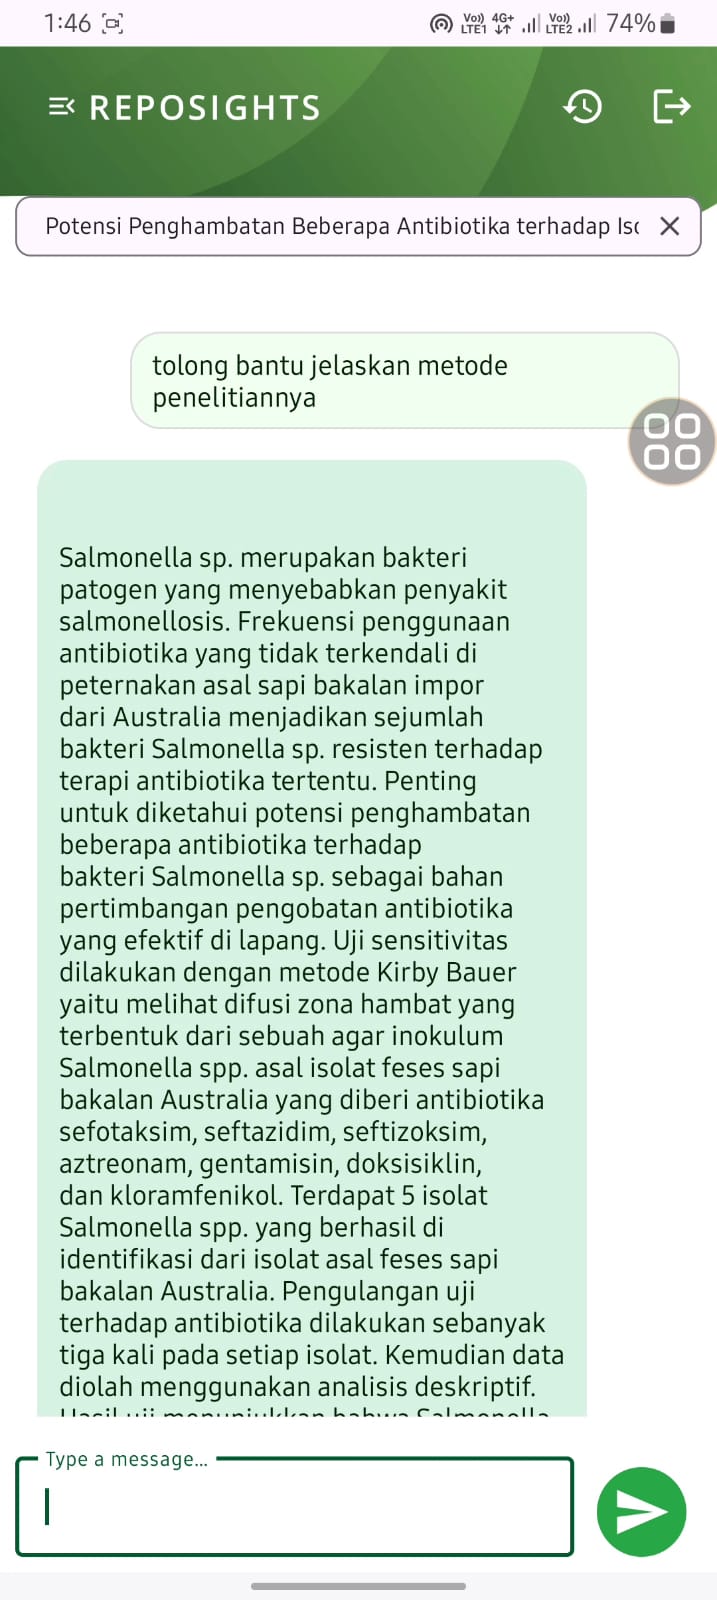 1:46
Vo)) 4G+ Vo)) 74%
LTE1 LTE2
REPOSIGHTS
Potensi Penghambatan Beberapa Antibiotika terhadap Iso
tolong bantu jelaskan metode
penelitiannya
Salmonella sp. merupakan bakteri
patogen yang menyebabkan penyakit
salmonellosis. Frekuensi penggunaan
antibiotika yang tidak terkendali di
peternakan asal sapi bakalan impor
dari Australia menjadikan sejumlah
bakteri Salmonella sp. resisten terhadap
terapi antibiotika tertentu. Penting
untuk diketahui potensi penghambatan
beberapa antibiotika terhadap
bakteri Salmonella sp. sebagai bahan
pertimbangan pengobatan antibiotika
yang efektif di lapang. Uji sensitivitas
dilakukan dengan metode Kirby Bauer
yaitu melihat difusi zona hambat yang
terbentuk dari sebuah agar inokulum
Salmonella spp. asal isolat feses sapi
bakalan Australia yang diberi antibiotika
sefotaksim, seftazidim, seftizoksim,
aztreonam, gentamisin, doksisiklin,
dan kloramfenikol. Terdapat 5 isolat
Salmonella spp. yang berhasil di
identifikasi dari isolat asal feses sapi
bakalan Australia. Pengulangan uji
terhadap antibiotika dilakukan sebanyak
tiga kali pada setiap isolat. Kemudian data
diolah menggunakan analisis deskriptif.
Hasil uji menunjukkan bahwa Salmonella
Type a message...